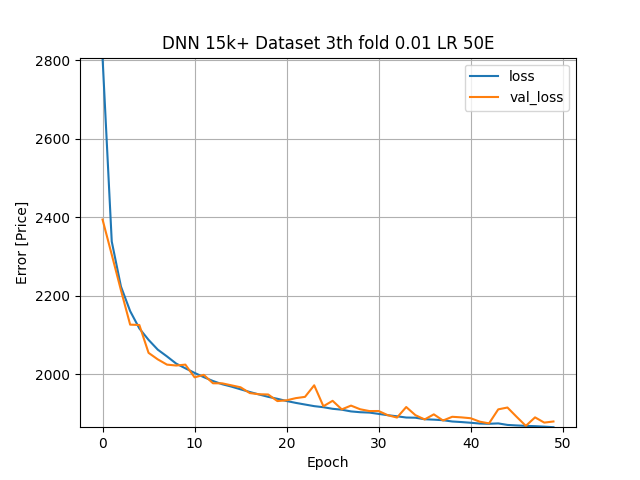 DNN 15k+ Dataset 3th fold 0.01 LR 50E
loss
val_loss
2800
2600
2400
2200
2000
Error [Price]
0 10 20 30 40 50
Epoch